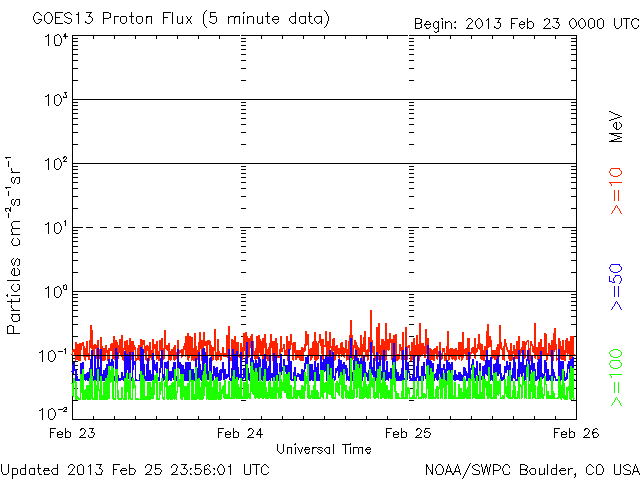 GOES13 Proton Flux (5 minute data)
Begin: 2013 Feb 23 0000 UTC
10⁴
10³
10²
10¹
10⁰
10⁻¹
10⁻²
Particles cm⁻²s⁻¹sr⁻¹
MeV
>=10
>=50
>=100
Feb 23
Feb 24
Feb 25
Feb 26
Universal Time
Updated 2013 Feb 25 23:56:01 UTC
NOAA/SWPC Boulder, CO USA